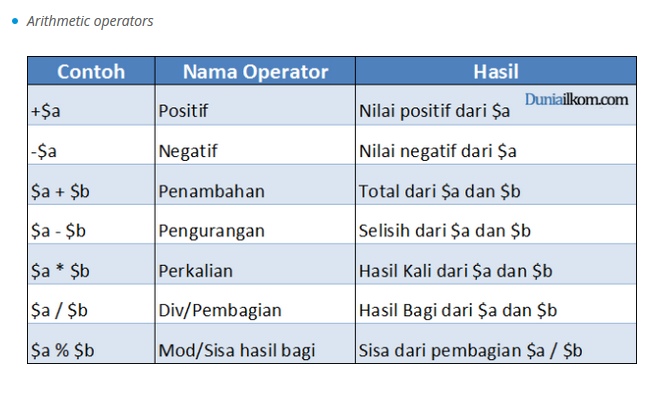 Arithmetic operators
Contoh Nama Operator Hasil
Duniailkom.com
+$a Positif Nilai positif dari $a
-$a Negatif Nilai negatif dari $a
$a + $b Penambahan Total dari $a dan $b
$a - $b Pengurangan Selisih dari $a dan $b
$a * $b Perkalian Hasil Kali dari $a dan $b
$a / $b Div/Pembagian Hasil Bagi dari $a dan $b
$a % $b Mod/Sisa hasil bagi Sisa dari pembagian $a / $b